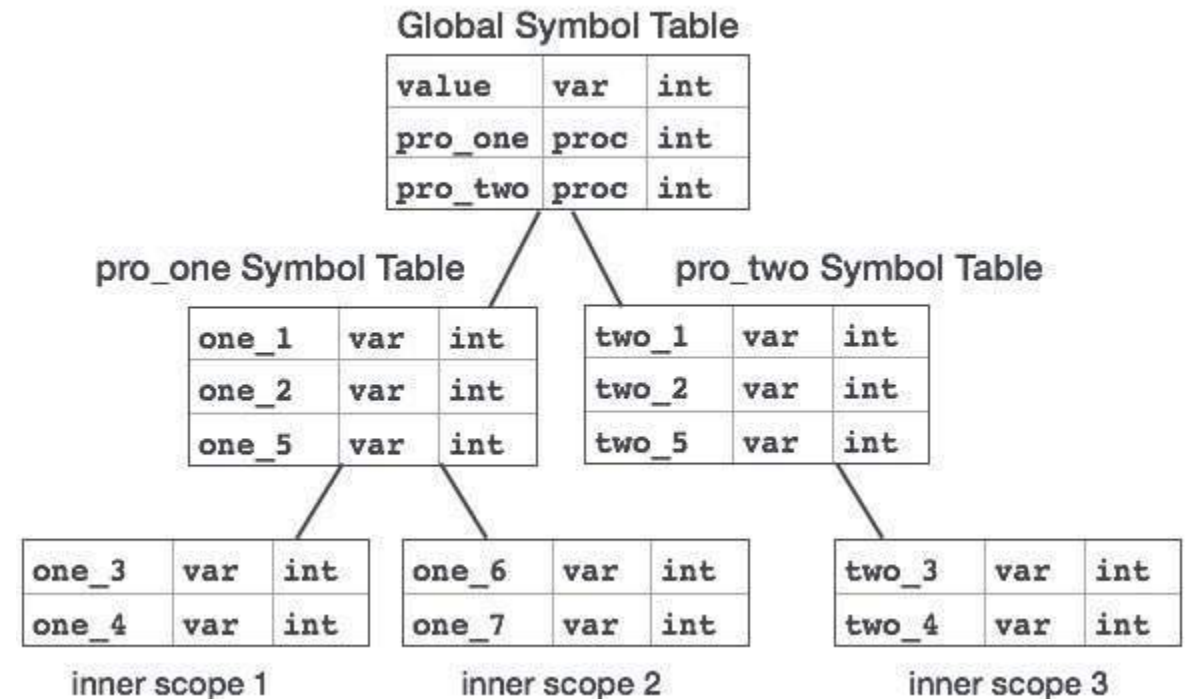 Global Symbol Table
value var int
pro_one proc int
pro_two proc int
pro_one Symbol Table
one_1 var int
one_2 var int
one_5 var int
pro_two Symbol Table
two_1 var int
two_2 var int
two_5 var int
one_3 var int
one_4 var int
inner scope 1
one_6 var int
one_7 var int
inner scope 2
two_3 var int
two_4 var int
inner scope 3